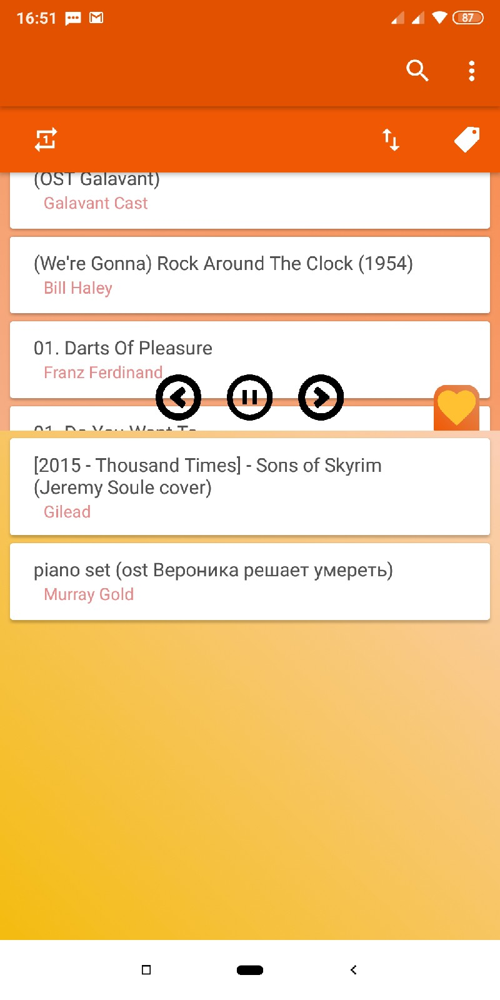 16:51
87
1
(OST Galavant)
Galavant Cast
(We're Gonna) Rock Around The Clock (1954)
Bill Haley
01. Darts Of Pleasure
Franz Ferdinand
01. Do You Want To
[2015 - Thousand Times] - Sons of Skyrim
(Jeremy Soule cover)
Gilead
piano set (ost Вероника решает умереть)
Murray Gold